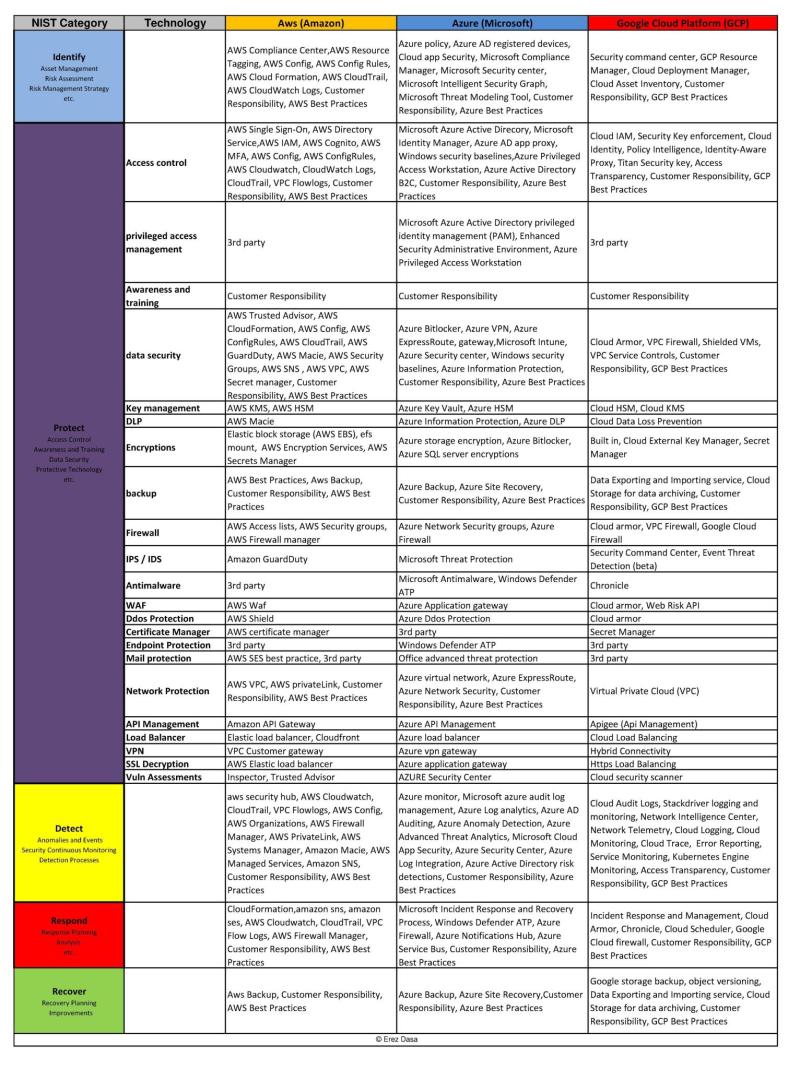 NIST Category Technology Aws (Amazon) Azure (Microsoft) Google Cloud Platform (GCP)
Identify
Asset Management
Risk Assessment
Risk Management Strategy
etc.
AWS Compliance Center,AWS Resource
Tagging, AWS Config, AWS Config Rules,
AWS Cloud Formation, AWS CloudTrail,
AWS CloudWatch Logs, Customer
Responsibility, AWS Best Practices
Azure policy, Azure AD registered devices,
Cloud app Security, Microsoft Compliance
Manager, Microsoft Security center,
Microsoft Intelligent Security Graph,
Microsoft Threat Modeling Tool, Customer
Responsibility, Azure Best Practices
Security command center, GCP Resource
Manager, Cloud Deployment Manager,
Cloud Asset Inventory, Customer
Responsibility, GCP Best Practices
Protect
Access Control
Awareness and Training
Data Security
Protective Technology
etc.
Access control
AWS Single Sign-On, AWS Directory
Service,AWS IAM, AWS Cognito, AWS
MFA, AWS Config, AWS ConfigRules,
AWS Cloudwatch, CloudWatch Logs,
CloudTrail, VPC Flowlogs, Customer
Responsibility, AWS Best Practices
Microsoft Azure Active Direcory, Microsoft
Identity Manager, Azure AD app proxy,
Windows security baselines,Azure Privileged
Access Workstation, Azure Active Directory
B2C, Customer Responsibility, Azure Best
Practices
Cloud IAM, Security Key enforcement, Cloud
Identity, Policy Intelligence, Identity-Aware
Proxy, Titan Security key, Access
Transparency, Customer Responsibility, GCP
Best Practices
privileged access
management
3rd party
Microsoft Azure Active Directory privileged
identity management (PAM), Enhanced
Security Administrative Environment, Azure
Privileged Access Workstation
3rd party
Awareness and
training
Customer Responsibility
Customer Responsibility
Customer Responsibility
data security
AWS Trusted Advisor, AWS
CloudFormation, AWS Config, AWS
ConfigRules, AWS CloudTrail, AWS
GuardDuty, AWS Macie, AWS Security
Groups, AWS SNS , AWS VPC, AWS
Secret manager, Customer
Responsibility, AWS Best Practices
Azure Bitlocker, Azure VPN, Azure
ExpressRoute, gateway,Microsoft Intune,
Azure Security center, Windows security
baselines, Azure Information Protection,
Customer Responsibility, Azure Best Practices
Cloud Armor, VPC Firewall, Shielded VMs,
VPC Service Controls, Customer
Responsibility, GCP Best Practices
Key management AWS KMS, AWS HSM Azure Key Vault, Azure HSM Cloud HSM, Cloud KMS
DLP AWS Macie Azure Information Protection, Azure DLP Cloud Data Loss Prevention
Encryptions
Elastic block storage (AWS EBS), efs
mount, AWS Encryption Services, AWS
Secrets Manager
Azure storage encryption, Azure Bitlocker,
Azure SQL server encryptions
Built in, Cloud External Key Manager, Secret
Manager
backup
AWS Best Practices, Aws Backup,
Customer Responsibility, AWS Best
Practices
Azure Backup, Azure Site Recovery,
Customer Responsibility, Azure Best Practices
Data Exporting and Importing service, Cloud
Storage for data archiving, Customer
Responsibility, GCP Best Practices
Firewall
AWS Access lists, AWS Security groups,
AWS Firewall manager
Azure Network Security groups, Azure
Firewall
Cloud armor, VPC Firewall, Google Cloud
Firewall
IPS / IDS
Amazon GuardDuty
Microsoft Threat Protection
Security Command Center, Event Threat
Detection (beta)
Antimalware
3rd party
Microsoft Antimalware, Windows Defender
ATP
Chronicle
WAF AWS Waf Azure Application gateway Cloud armor, Web Risk API
Ddos Protection AWS Shield Azure Ddos Protection Cloud armor
Certificate Manager AWS certificate manager 3rd party Secret Manager
Endpoint Protection 3rd party Windows Defender ATP 3rd party
Mail protection AWS SES best practice, 3rd party Office advanced threat protection 3rd party
Network Protection
AWS VPC, AWS privateLink, Customer
Responsibility, AWS Best Practices
Azure virtual network, Azure ExpressRoute,
Azure Network Security, Customer
Responsibility, Azure Best Practices
Virtual Private Cloud (VPC)
API Management Amazon API Gateway Azure API Management Apigee (Api Management)
Load Balancer Elastic load balancer, Cloudfront Azure load balancer Cloud Load Balancing
VPN VPC Customer gateway Azure vpn gateway Hybrid Connectivity
SSL Decryption AWS Elastic load balancer Azure application gateway Https Load Balancing
Vuln Assessments Inspector, Trusted Advisor AZURE Security Center Cloud security scanner
Detect
Anomalies and Events
Security Continuous Monitoring
Detection Processes
aws security hub, AWS Cloudwatch,
CloudTrail, VPC Flowlogs, AWS Config,
AWS Organizations, AWS Firewall
Manager, AWS PrivateLink, AWS
Systems Manager, Amazon Macie, AWS
Managed Services, Amazon SNS,
Customer Responsibility, AWS Best
Practices
Azure monitor, Microsoft azure audit log
management, Azure Log analytics, Azure AD
Auditing, Azure Anomaly Detection, Azure
Advanced Threat Analytics, Microsoft Cloud
App Security, Azure Security Center, Azure
Log Integration, Azure Active Directory risk
detections, Customer Responsibility, Azure
Best Practices
Cloud Audit Logs, Stackdriver logging and
monitoring, Network Intelligence Center,
Network Telemetry, Cloud Logging, Cloud
Monitoring, Cloud Trace, Error Reporting,
Service Monitoring, Kubernetes Engine
Monitoring, Access Transparency, Customer
Responsibility, GCP Best Practices
Respond
Response Planning
Analysis
etc.
CloudFormation,amazon sns, amazon
ses, AWS Cloudwatch, CloudTrail, VPC
Flow Logs, AWS Firewall Manager,
Customer Responsibility, AWS Best
Practices
Microsoft Incident Response and Recovery
Process, Windows Defender ATP, Azure
Firewall, Azure Notifications Hub, Azure
Service Bus, Customer Responsibility, Azure
Best Practices
Incident Response and Management, Cloud
Armor, Chronicle, Cloud Scheduler, Google
Cloud firewall, Customer Responsibility, GCP
Best Practices
Recover
Recovery Planning
Improvements
Aws Backup, Customer Responsibility,
AWS Best Practices
Azure Backup, Azure Site Recovery,Customer
Responsibility, Azure Best Practices
Google storage backup, object versioning,
Data Exporting and Importing service, Cloud
Storage for data archiving, Customer
Responsibility, GCP Best Practices
© Erez Dasa